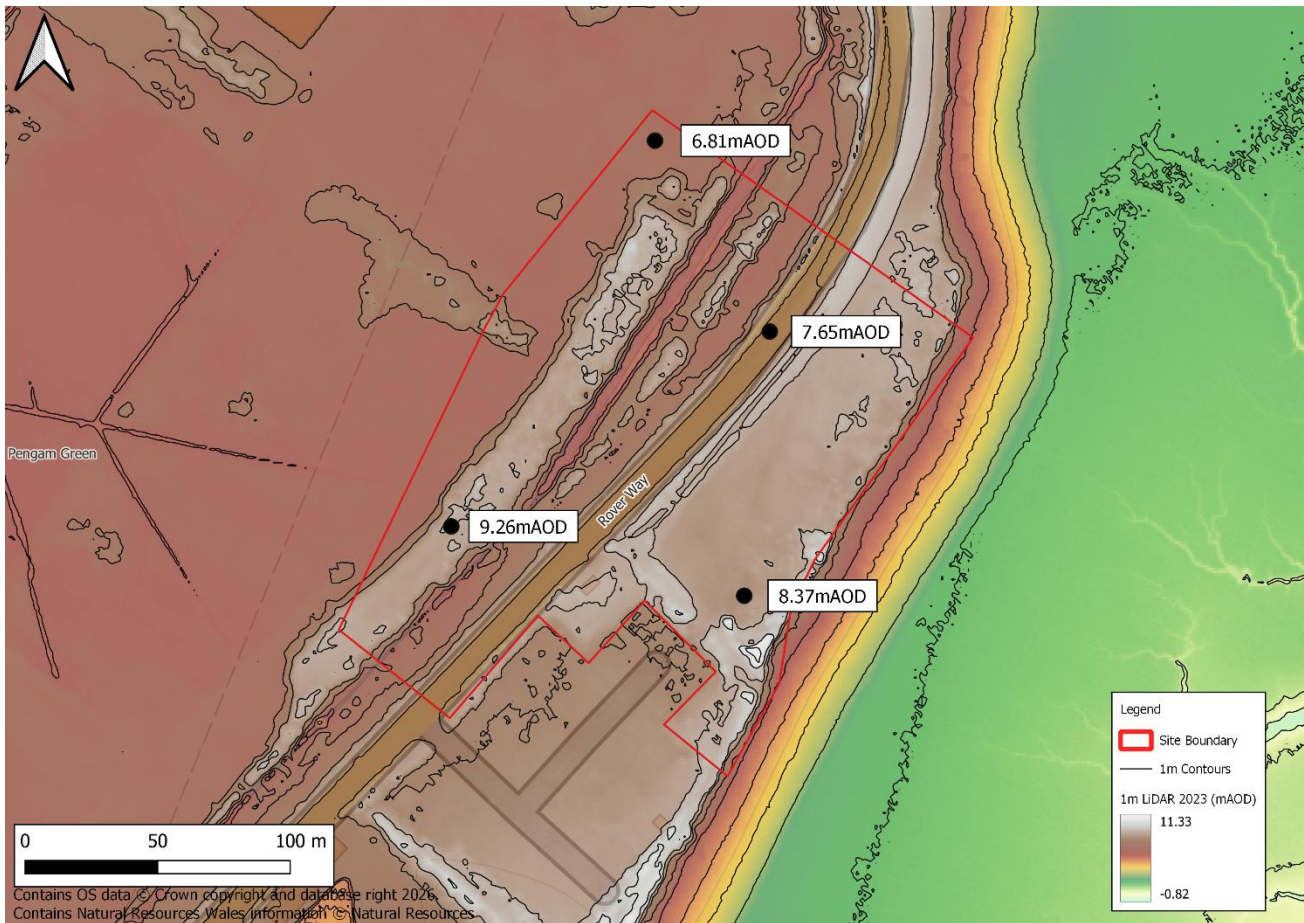 6.81mAOD
7.65mAOD
Pengam Green
Rover Way
9.26mAOD
8.37mAOD
Legend
Site Boundary
1m Contours
1m LiDAR 2023 (mAOD)
11.33
-0.82
0 50 100 m
Contains OS data © Crown copyright and database right 2026.
Contains Natural Resources Wales information © Natural Resources